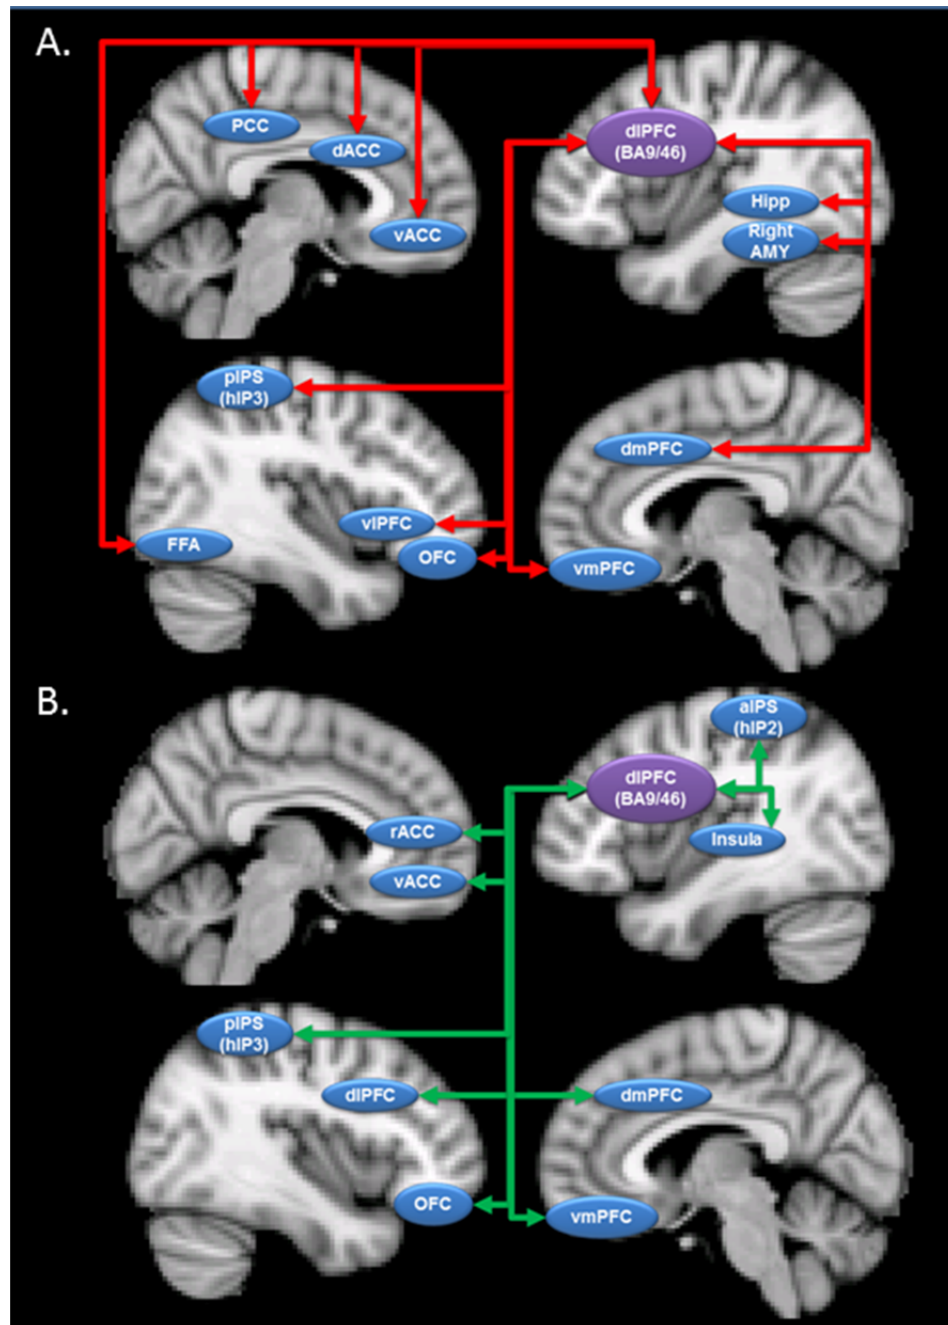 A.
PCC
dACC
vACC
dlPFC
(BA9/46)
Hipp
Right
AMY
pIPS
(hIP3)
vlPFC
OFC
FFA
dmPFC
vmPFC
B.
rACC
vACC
dlPFC
(BA9/46)
aIPS
(hIP2)
Insula
pIPS
(hIP3)
dlPFC
OFC
dmPFC
vmPFC